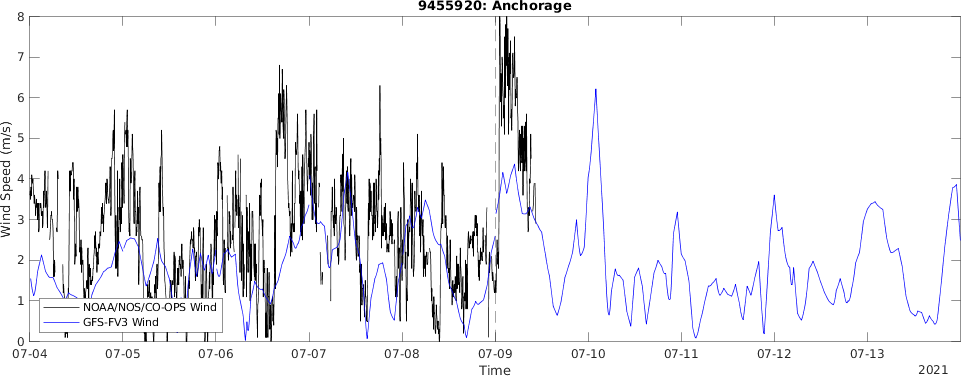 9455920: Anchorage
8
7
6
5
4
3
2
1
0
Wind Speed (m/s)
NOAA/NOS/CO-OPS Wind
GFS-FV3 Wind
07-04 07-05 07-06 07-07 07-08 07-09 07-10 07-11 07-12 07-13
Time
2021